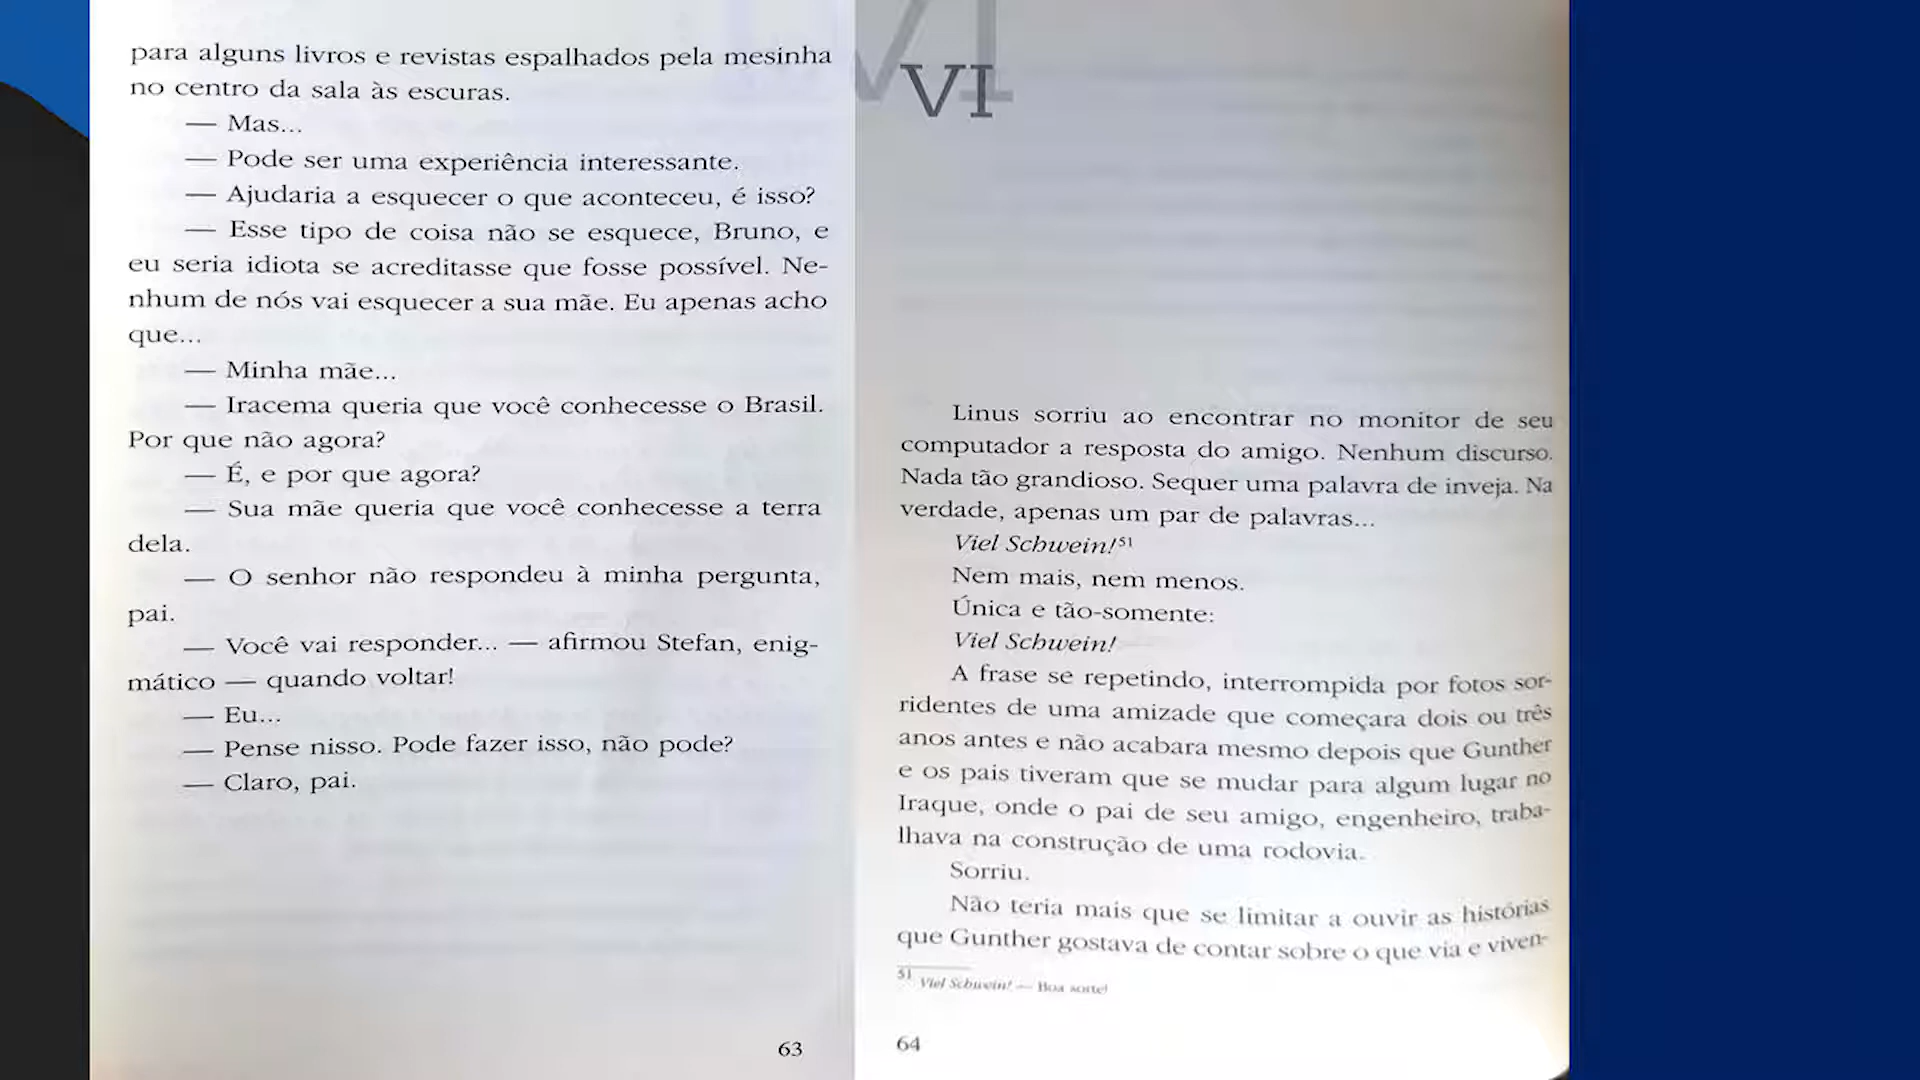 para alguns livros e revistas espalhados pela mesinha
no centro da sala às escuras.
— Mas...
— Pode ser uma experiência interessante.
— Ajudaria a esquecer o que aconteceu, é isso?
— Esse tipo de coisa não se esquece, Bruno, e
eu seria idiota se acreditasse que fosse possível. Ne-
nhum de nós vai esquecer a sua mãe. Eu apenas acho
que...
— Minha mãe...
— Iracema queria que você conhecesse o Brasil.
Por que não agora?
— É, e por que agora?
— Sua mãe queria que você conhecesse a terra
dela.
— O senhor não respondeu à minha pergunta,
pai.
— Você vai responder... — afirmou Stefan, enig-
mático — quando voltar!
— Eu...
— Pense nisso. Pode fazer isso, não pode?
— Claro, pai.
63
VI
VI
Linus sorriu ao encontrar no monitor de seu
computador a resposta do amigo. Nenhum discurso.
Nada tão grandioso. Sequer uma palavra de inveja. Na
verdade, apenas um par de palavras...
Viel Schwein!⁵¹
Nem mais, nem menos.
Única e tão-somente:
Viel Schwein!
A frase se repetindo, interrompida por fotos sor-
ridentes de uma amizade que começara dois ou três
anos antes e não acabara mesmo depois que Gunther
e os pais tiveram que se mudar para algum lugar no
Iraque, onde o pai de seu amigo, engenheiro, traba-
lhava na construção de uma rodovia.
Sorriu.
Não teria mais que se limitar a ouvir as histórias
que Gunther gostava de contar sobre o que via e viven-
51 Viel Schwein! — Boa sorte!
64